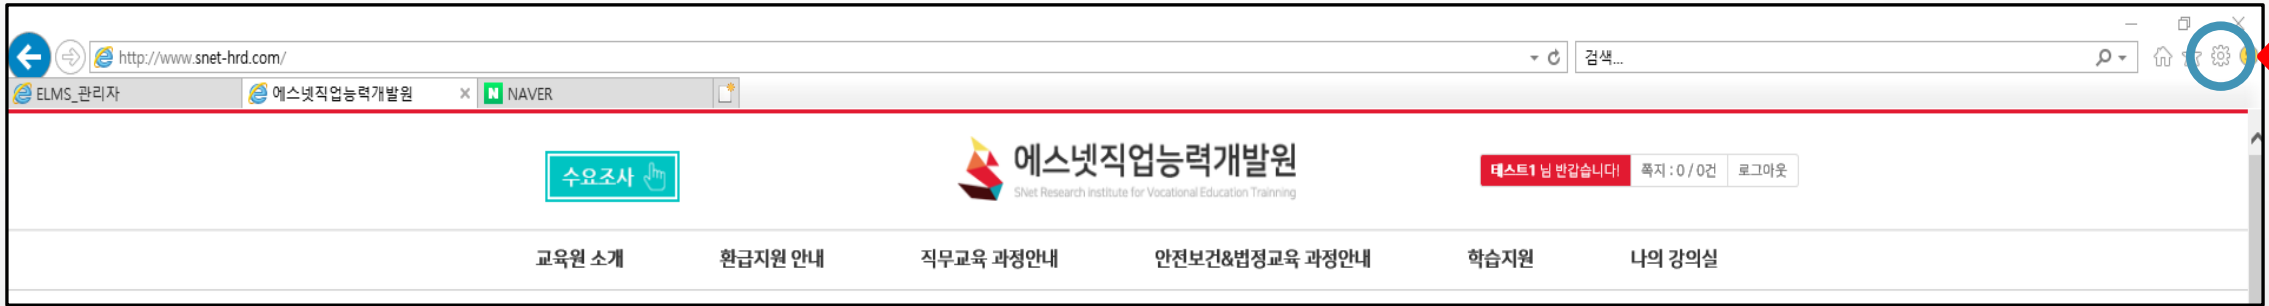 http://www.snet-hrd.com/
검색...
ELMS_관리자
에스넷직업능력개발원
N NAVER
수요조사
에스넷직업능력개발원
SNet Research institute for Vocational Education Trainning
테스트1 님 반갑습니다!
쪽지 : 0 / 0건
로그아웃
교육원 소개
환급지원 안내
직무교육 과정안내
안전보건&법정교육 과정안내
학습지원
나의 강의실